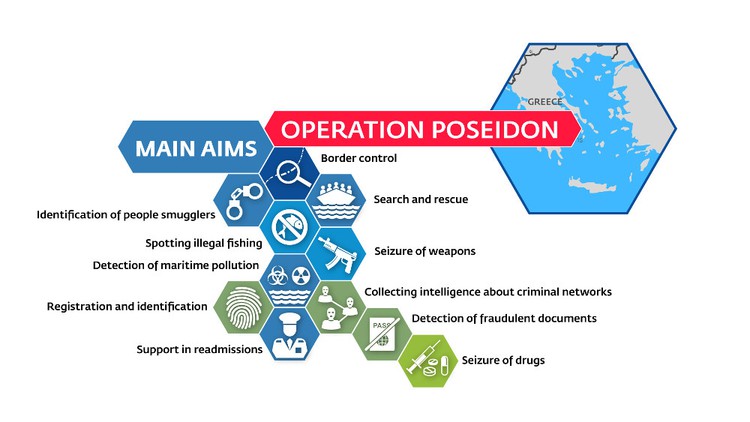 GREECE
OPERATION POSEIDON
MAIN AIMS
Border control
Search and rescue
Identification of people smugglers
Spotting illegal fishing
Seizure of weapons
Detection of maritime pollution
Collecting intelligence about criminal networks
Registration and identification
PASS
Detection of fraudulent documents
Support in readmissions
Seizure of drugs